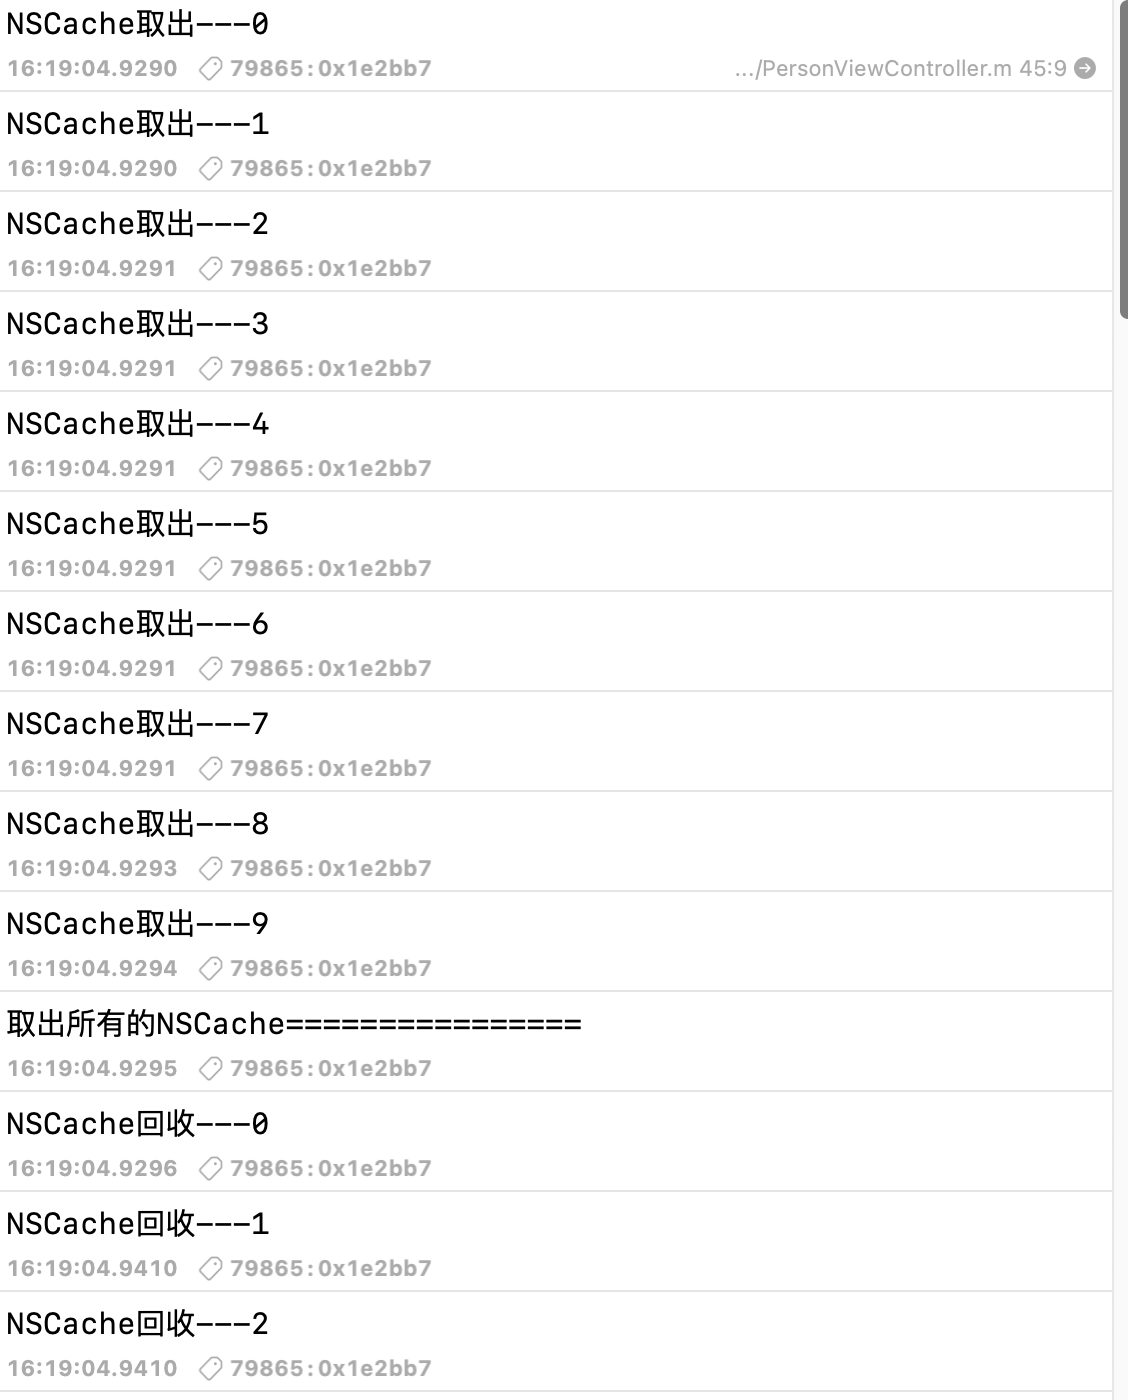 NSCache取出---0
16:19:04.9290 79865:0x1e2bb7 .../PersonViewController.m 45:9
NSCache取出---1
16:19:04.9290 79865:0x1e2bb7
NSCache取出---2
16:19:04.9291 79865:0x1e2bb7
NSCache取出---3
16:19:04.9291 79865:0x1e2bb7
NSCache取出---4
16:19:04.9291 79865:0x1e2bb7
NSCache取出---5
16:19:04.9291 79865:0x1e2bb7
NSCache取出---6
16:19:04.9291 79865:0x1e2bb7
NSCache取出---7
16:19:04.9291 79865:0x1e2bb7
NSCache取出---8
16:19:04.9293 79865:0x1e2bb7
NSCache取出---9
16:19:04.9294 79865:0x1e2bb7
取出所有的NSCache================
16:19:04.9295 79865:0x1e2bb7
NSCache回收---0
16:19:04.9296 79865:0x1e2bb7
NSCache回收---1
16:19:04.9410 79865:0x1e2bb7
NSCache回收---2
16:19:04.9410 79865:0x1e2bb7